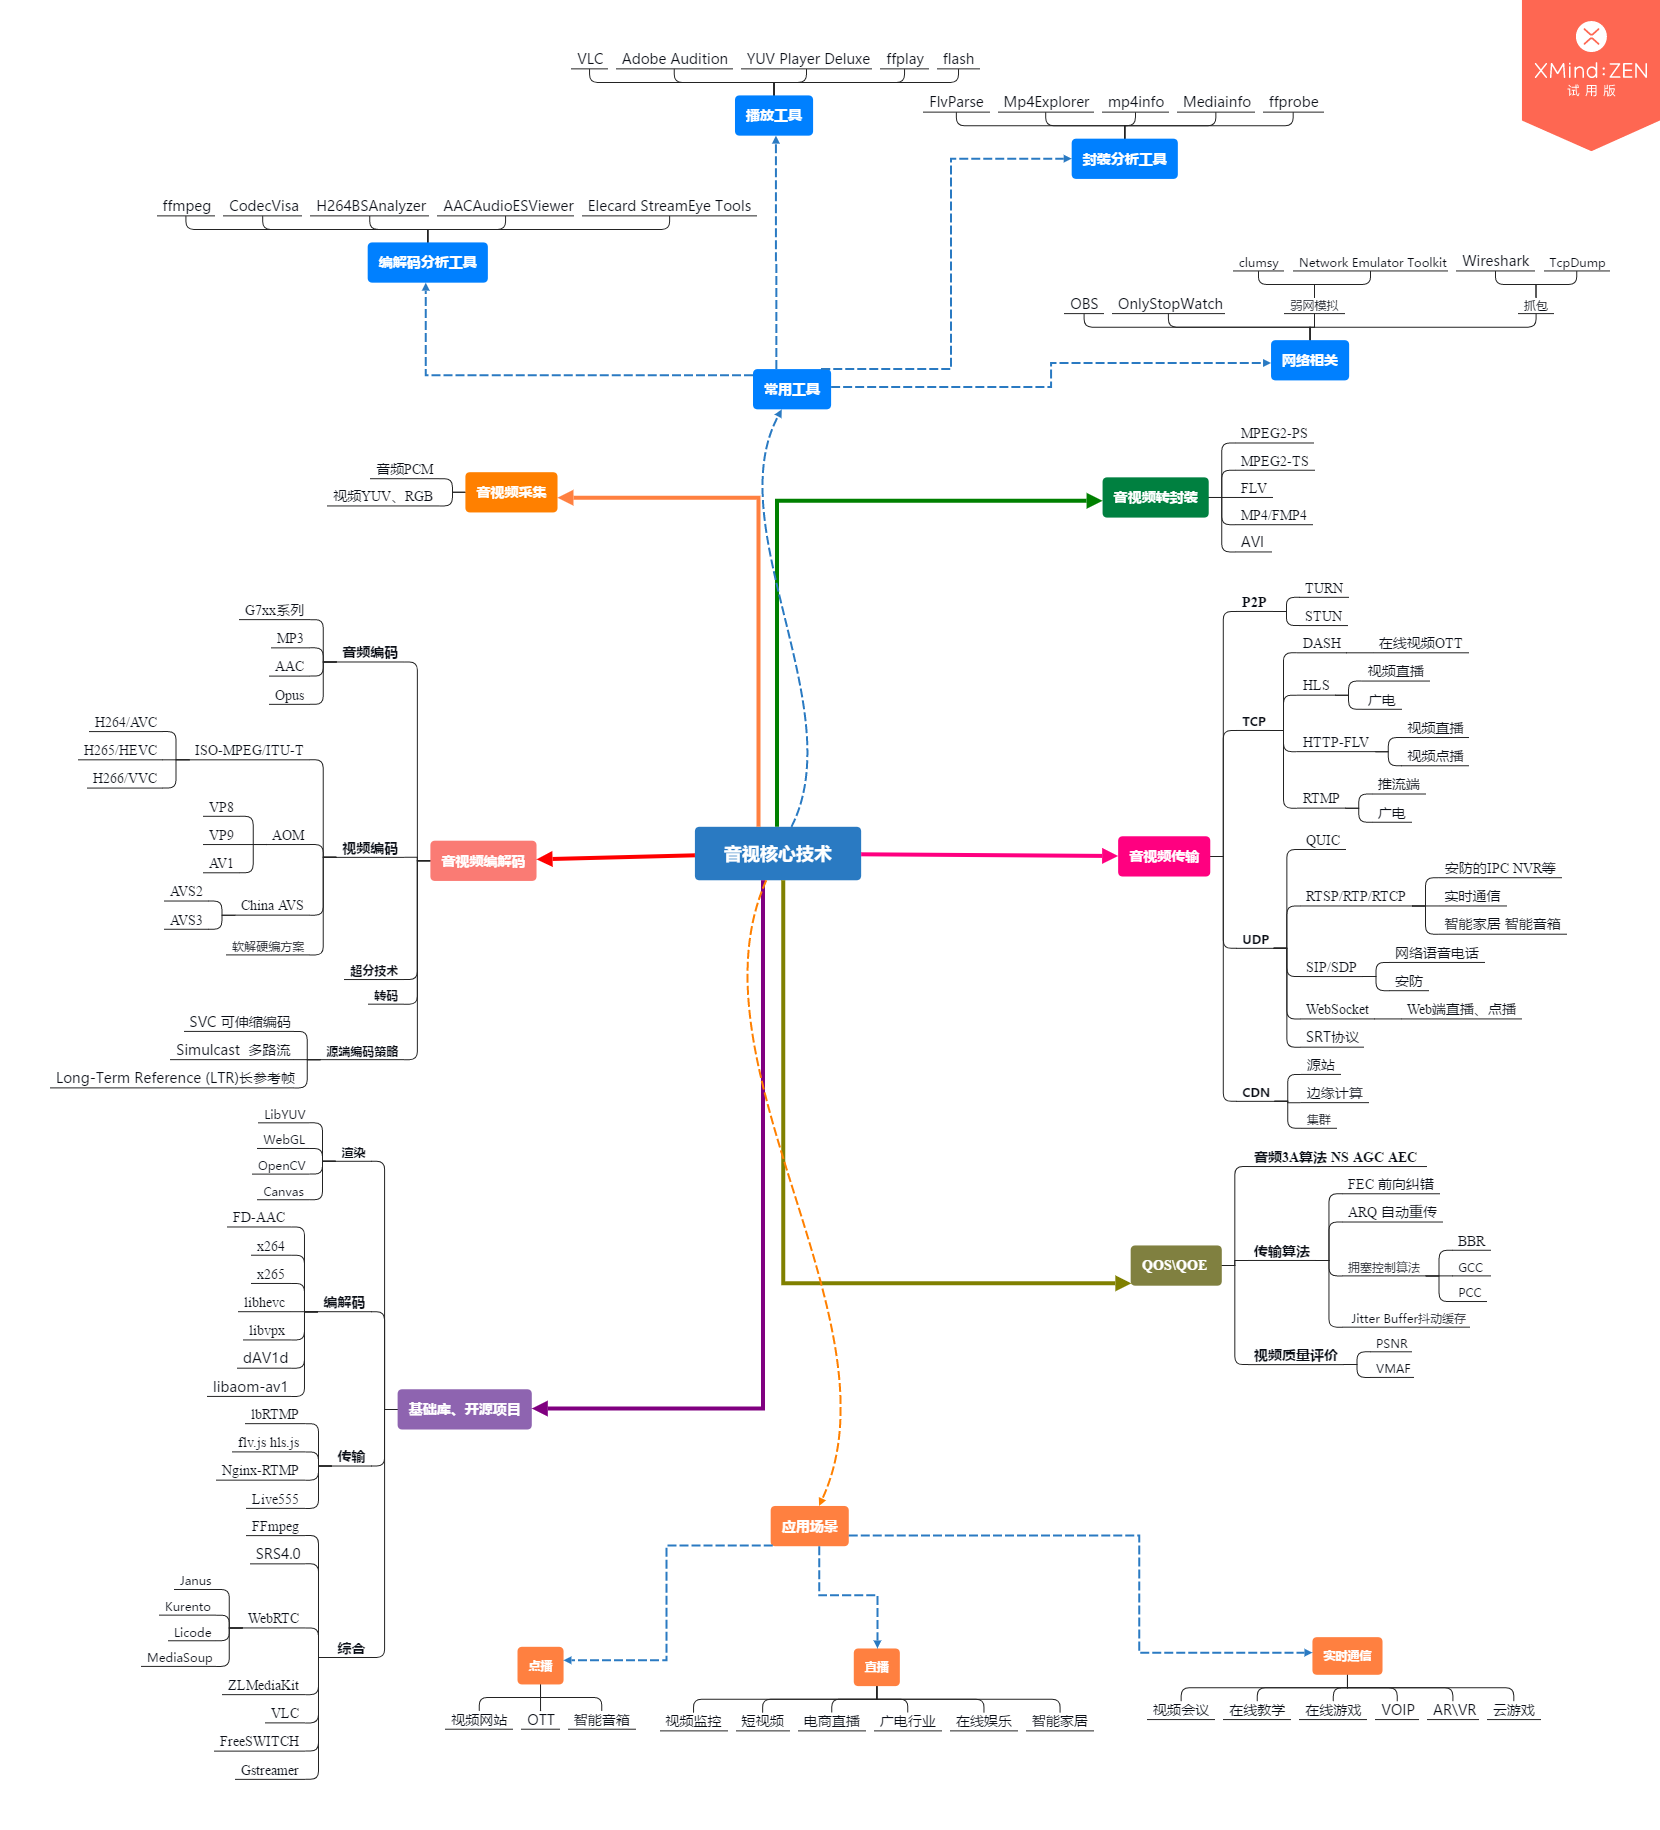 XMind:ZEN
试用版
VLC
Adobe Audition
YUV Player Deluxe
ffplay
flash
播放工具
FlvParse
Mp4Explorer
mp4info
Mediainfo
ffprobe
封装分析工具
ffmpeg
CodecVisa
H264BSAnalyzer
AACAudioESViewer
Elecard StreamEye Tools
编解码分析工具
clumsy
Network Emulator Toolkit
Wireshark
TcpDump
OBS
OnlyStopWatch
弱网模拟
抓包
网络相关
常用工具
音频PCM
视频YUV、RGB
音视频采集
音视频转封装
MPEG2-PS
MPEG2-TS
FLV
MP4/FMP4
AVI
G7xx系列
MP3
AAC
Opus
音频编码
H264/AVC
H265/HEVC
H266/VVC
ISO-MPEG/ITU-T
VP8
VP9
AV1
AOM
视频编码
AVS2
AVS3
China AVS
软解硬编方案
超分技术
转码
SVC 可伸缩编码
Simulcast 多路流
Long-Term Reference (LTR)长参考帧
源端编码策略
音视频编解码
音视核心技术
音视频传输
P2P
TURN
STUN
TCP
DASH
在线视频OTT
HLS
视频直播
广电
HTTP-FLV
视频直播
视频点播
RTMP
推流端
广电
UDP
QUIC
RTSP/RTP/RTCP
安防的IPC NVR等
实时通信
智能家居 智能音箱
SIP/SDP
网络语音电话
安防
WebSocket
Web端直播、点播
SRT协议
CDN
源站
边缘计算
集群
QOS\QOE
音频3A算法 NS AGC AEC
传输算法
FEC 前向纠错
ARQ 自动重传
拥塞控制算法
BBR
GCC
PCC
Jitter Buffer抖动缓存
视频质量评价
PSNR
VMAF
LibYUV
WebGL
OpenCV
Canvas
渲染
FD-AAC
x264
x265
libhevc
libvpx
dAV1d
libaom-av1
编解码
基础库、开源项目
lbRTMP
flv.js hls.js
Nginx-RTMP
Live555
传输
FFmpeg
SRS4.0
Janus
Kurento
Licode
MediaSoup
WebRTC
综合
ZLMediaKit
VLC
FreeSWITCH
Gstreamer
应用场景
点播
视频网站
OTT
智能音箱
直播
视频监控
短视频
电商直播
广电行业
在线娱乐
智能家居
实时通信
视频会议
在线教学
在线游戏
VOIP
AR\VR
云游戏